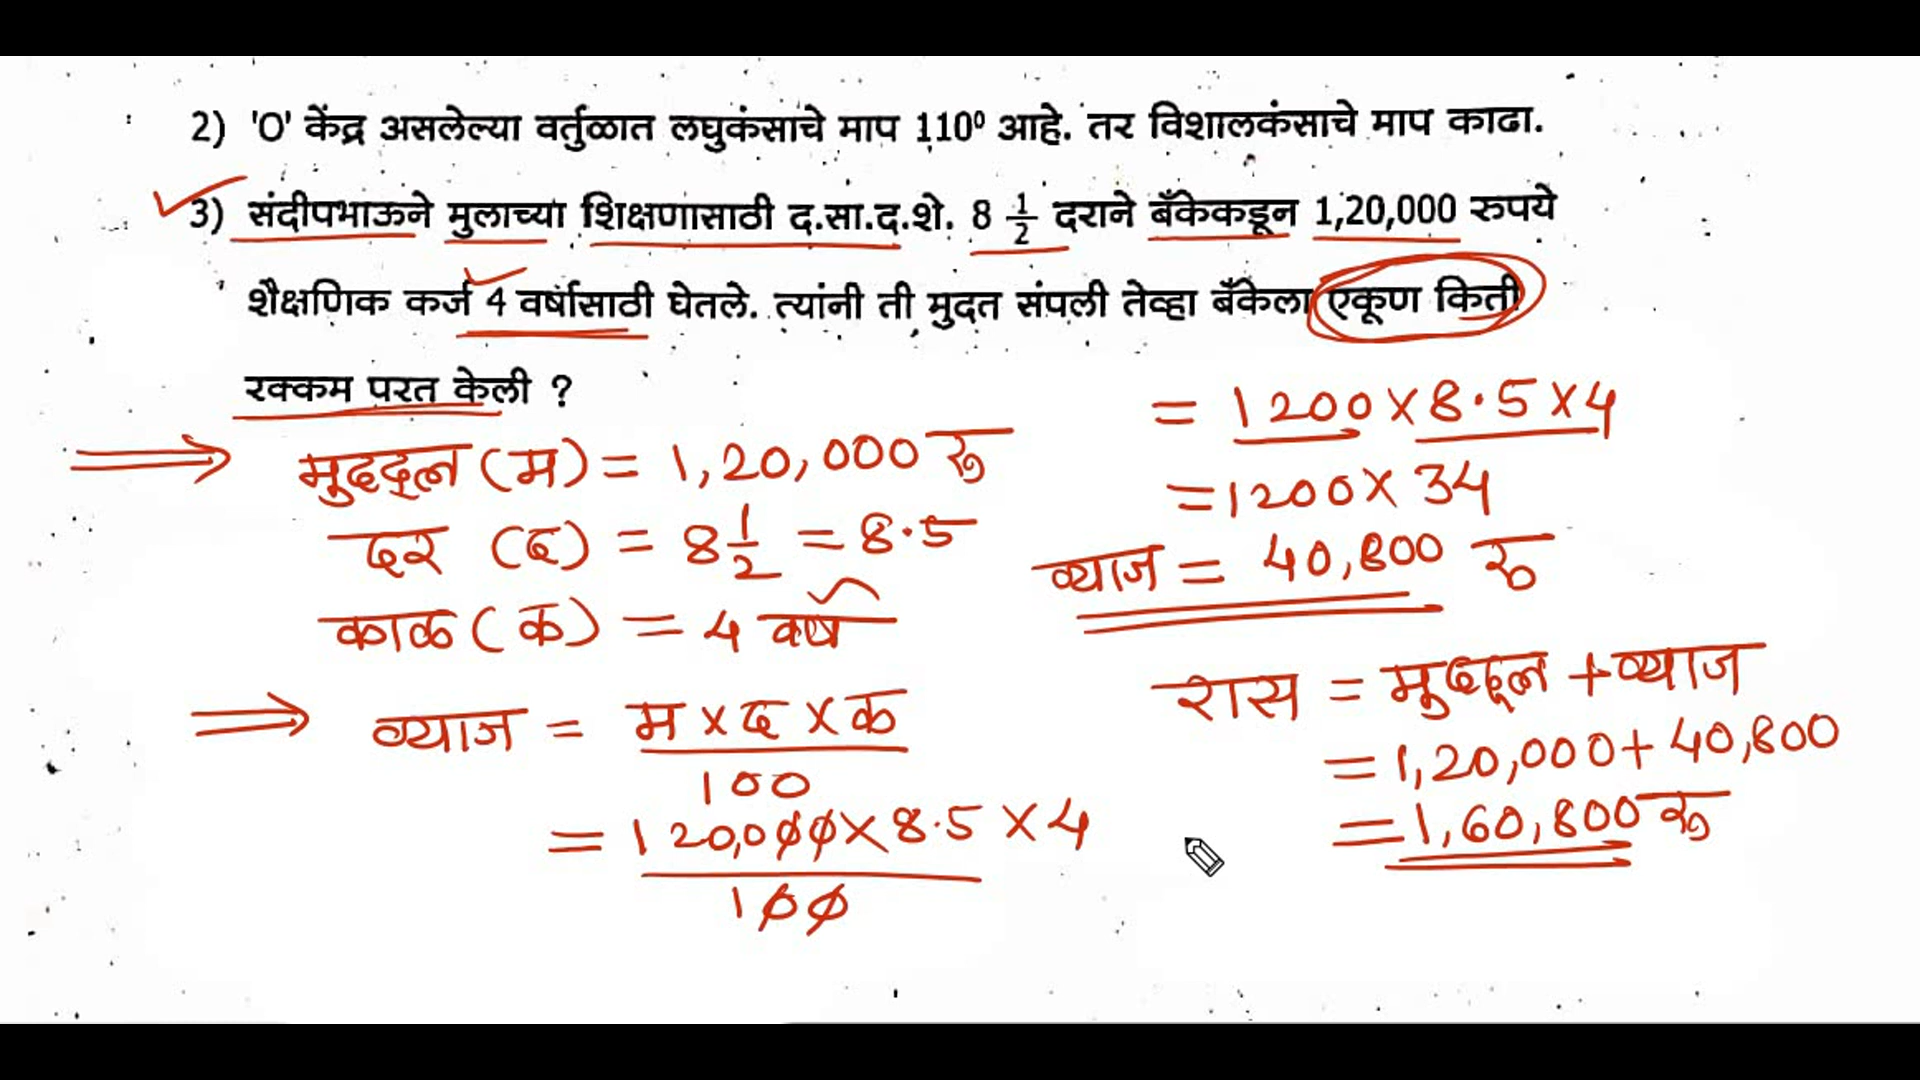 2) 'O' केंद्र असलेल्या वर्तुळात लघुकंसाचे माप 110⁰ आहे. तर विशालकंसाचे माप काढा.
3) संदीपभाऊने मुलाच्या शिक्षणासाठी द.सा.द.शे. 8 1/2 दराने बँकेकडून 1,20,000 रुपये
शैक्षणिक कर्ज 4 वर्षासाठी घेतले. त्यांनी ती मुदत संपली तेव्हा बँकेला एकूण किती
रक्कम परत केली ?
मुद्दल (म) = 1,20,000 रु
दर (द) = 8 1/2 = 8.5
काळ (क) = 4 वर्षे
⇒ व्याज = म × द × क
100
= 120,000 × 8.5 × 4
100
= 1200 × 8.5 × 4
= 1200 × 34
व्याज = 40,800 रु
रास = मुद्दल + व्याज
= 1,20,000 + 40,800
= 1,60,800 रु